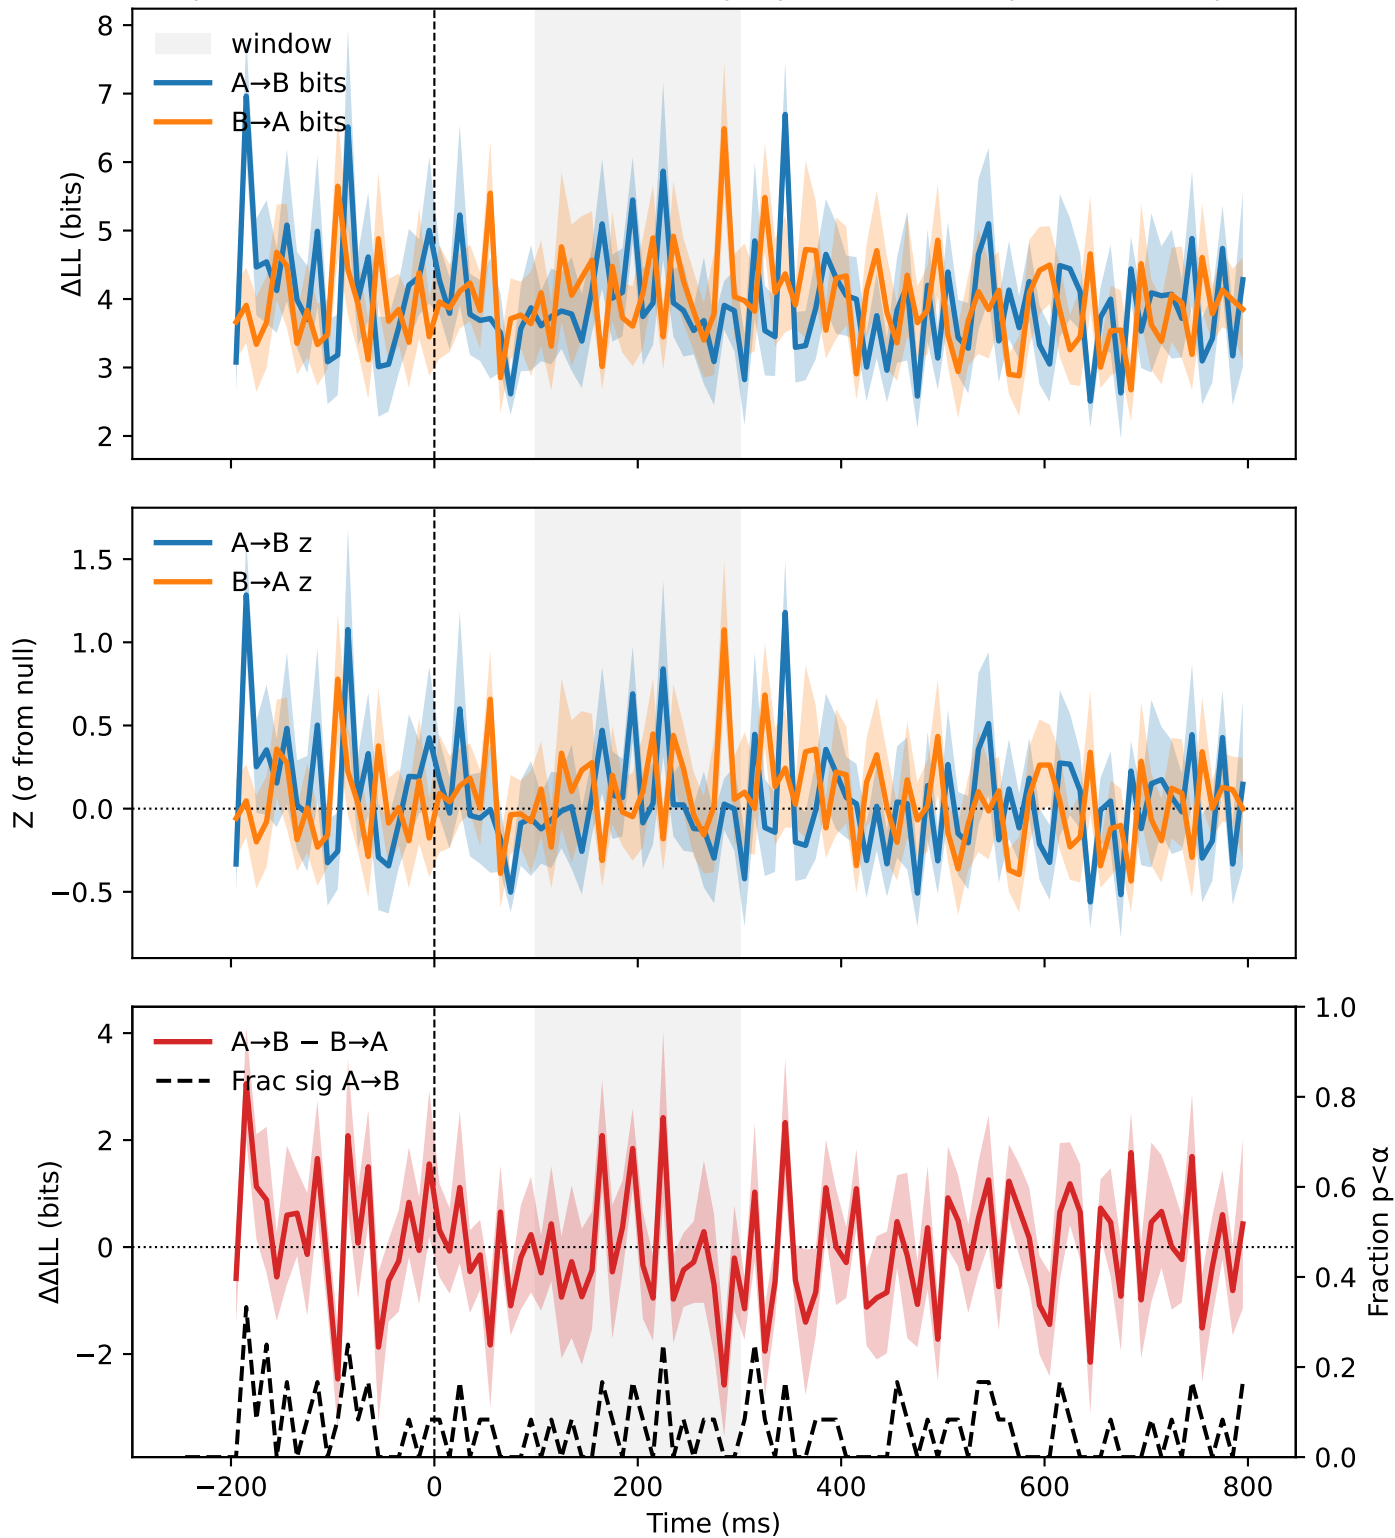 8
7
6
5
4
3
2
ΔLL (bits)
window
A→B bits
B→A bits
1.5
1.0
0.5
0.0
−0.5
Z (σ from null)
A→B z
B→A z
4
2
0
−2
ΔΔLL (bits)
A→B − B→A
Frac sig A→B
1.0
0.8
0.6
0.4
0.2
0.0
Fraction p<α
−200 0 200 400 600 800
Time (ms)